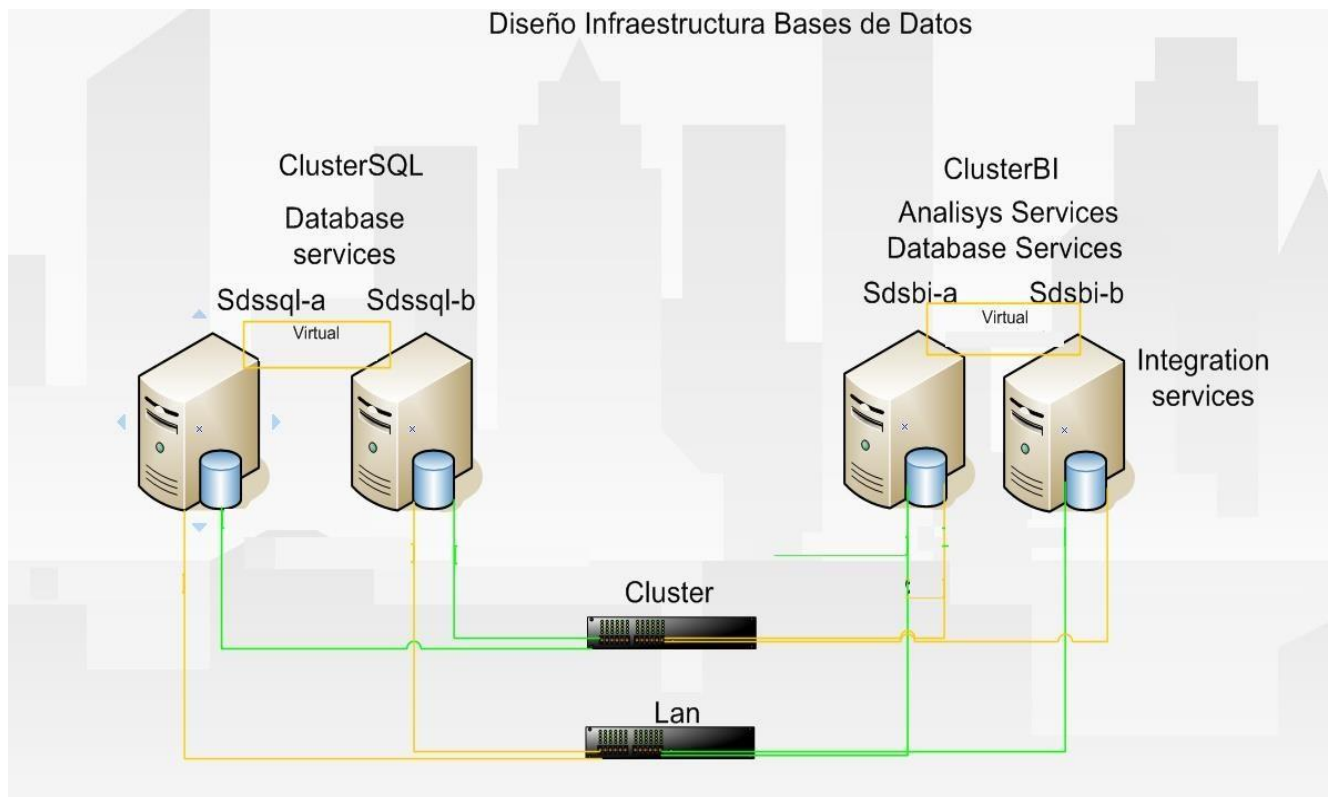 Diseño Infraestructura Bases de Datos
ClusterSQL
Database
services
Sdssql-a
Sdssql-b
Virtual
ClusterBI
Analisys Services
Database Services
Sdsbi-a
Sdsbi-b
Virtual
Integration
services
Cluster
Lan